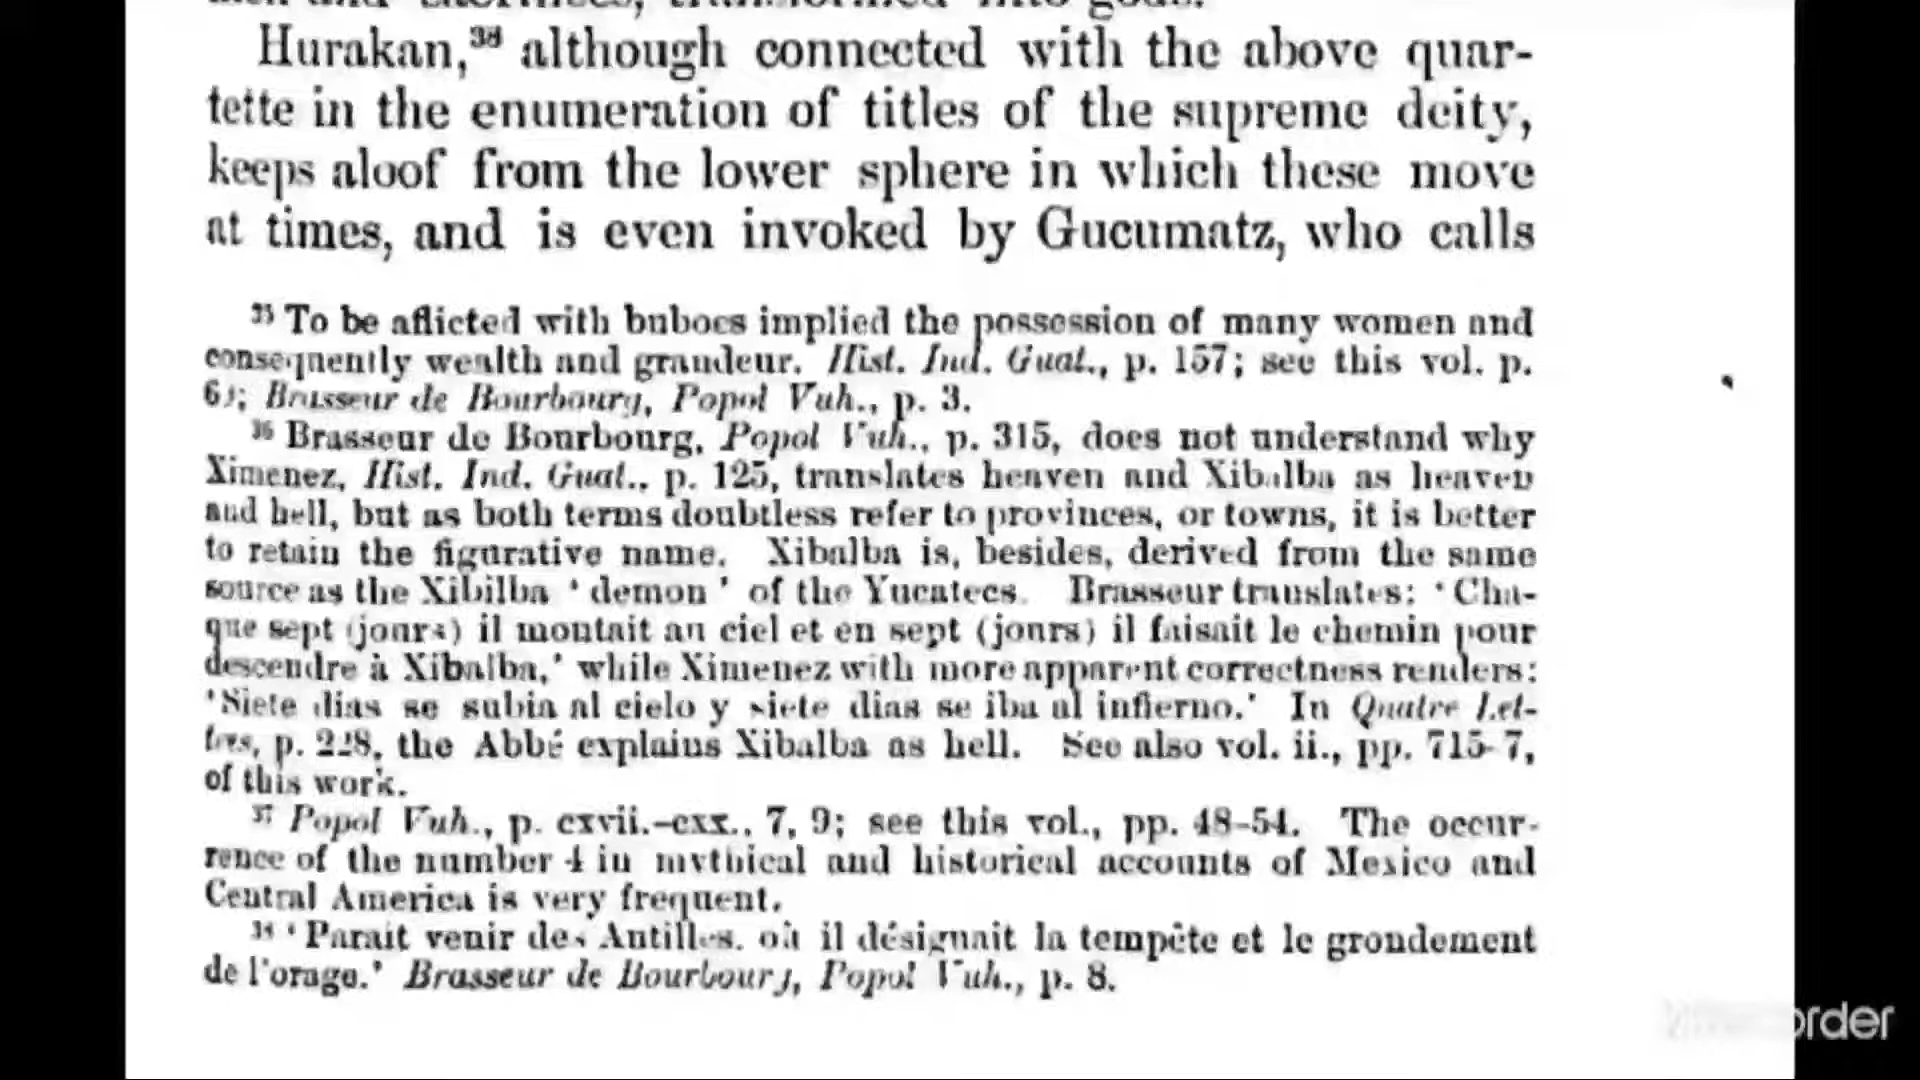 men and sacrifices, transformed into gods.
Hurakan,³⁸ although connected with the above quar-
tette in the enumeration of titles of the supreme deity,
keeps aloof from the lower sphere in which these move
at times, and is even invoked by Gucumatz, who calls
³⁵ To be aflicted with buboes implied the possession of many women and
consequently wealth and grandeur. Hist. Ind. Guat., p. 157; see this vol. p.
Brasseur de Bourbourg, Popol Vuh., p. 3.
³⁶ Brasseur de Bourbourg, Popol Vuh., p. 315, does not understand why
Ximenez, Hist. Ind. Guat., p. 125, translates heaven and Xibalba as heaven
and hell, but as both terms doubtless refer to provinces, or towns, it is better
to retain the figurative name. Xibalba is, besides, derived from the same
source as the Xibilba ‘demon’ of the Yucatecs. Brasseur translates: ‘Cha-
que sept (jours) il montait au ciel et en sept (jours) il faisait le chemin pour
descendre à Xibalba,’ while Ximenez with more apparent correctness renders:
‘Siete dias se subia al cielo y siete dias se iba al infierno.’ In Quatre Let-
tres, p. 228, the Abbé explains Xibalba as hell. See also vol. ii., pp. 715-7,
of this work.
³⁷ Popol Vuh., p. cxvii.-cxx., 7, 9; see this vol., pp. 48-54. The occur-
rence of the number 4 in mythical and historical accounts of Mexico and
Central America is very frequent.
³⁸ ‘Parait venir des Antilles, où il désignait la tempête et le grondement
de l'orage.’ Brasseur de Bourbourg, Popol Vuh., p. 8.